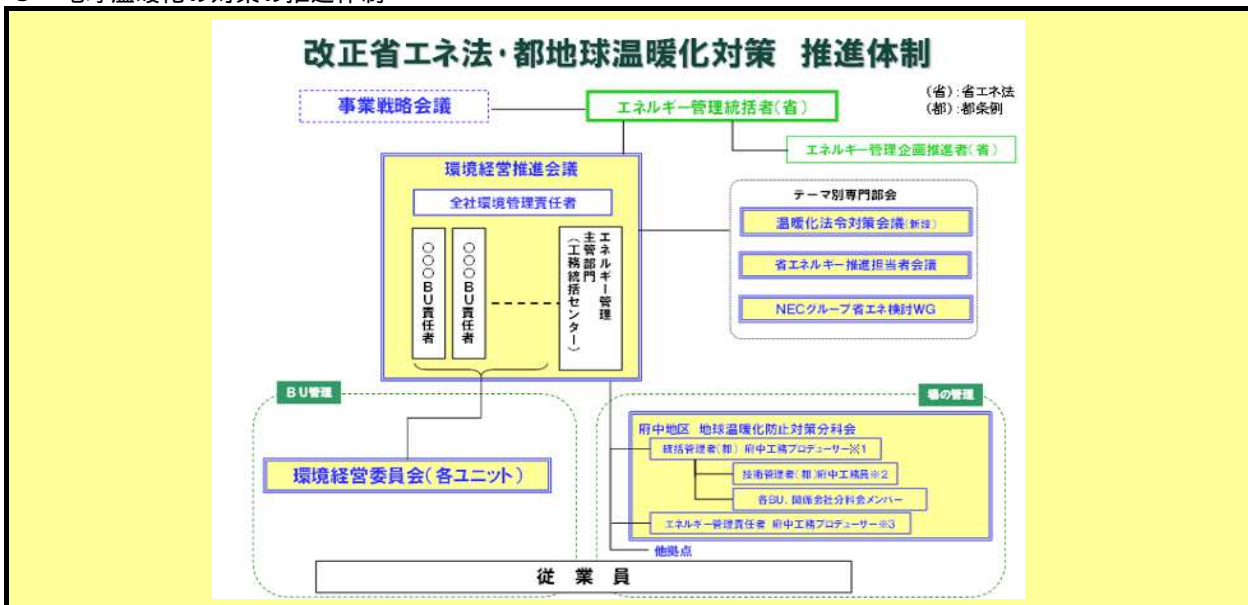 改正省エネ法・都地球温暖化対策 推進体制
(省):省エネ法
(都):都条例
事業戦略会議
エネルギー管理統括者(省)
エネルギー管理企画推進者(省)
環境経営推進会議
全社環境管理責任者
○○○BU責任者
○○○BU責任者
エネルギー管理
主管部門
(工務統括センター)
テーマ別専門部会
温暖化法令対策会議(新設)
省エネルギー推進担当者会議
NECグループ省エネ検討WG
BU管理
場の管理
環境経営委員会(各ユニット)
府中地区 地球温暖化防止対策分科会
統括管理者(都) 府中工務プロデューサー※1
技術管理者(都)府中工務員※2
各BU、関係会社分科会メンバー
エネルギー管理責任者 府中工務プロデューサー※3
他拠点
従業員